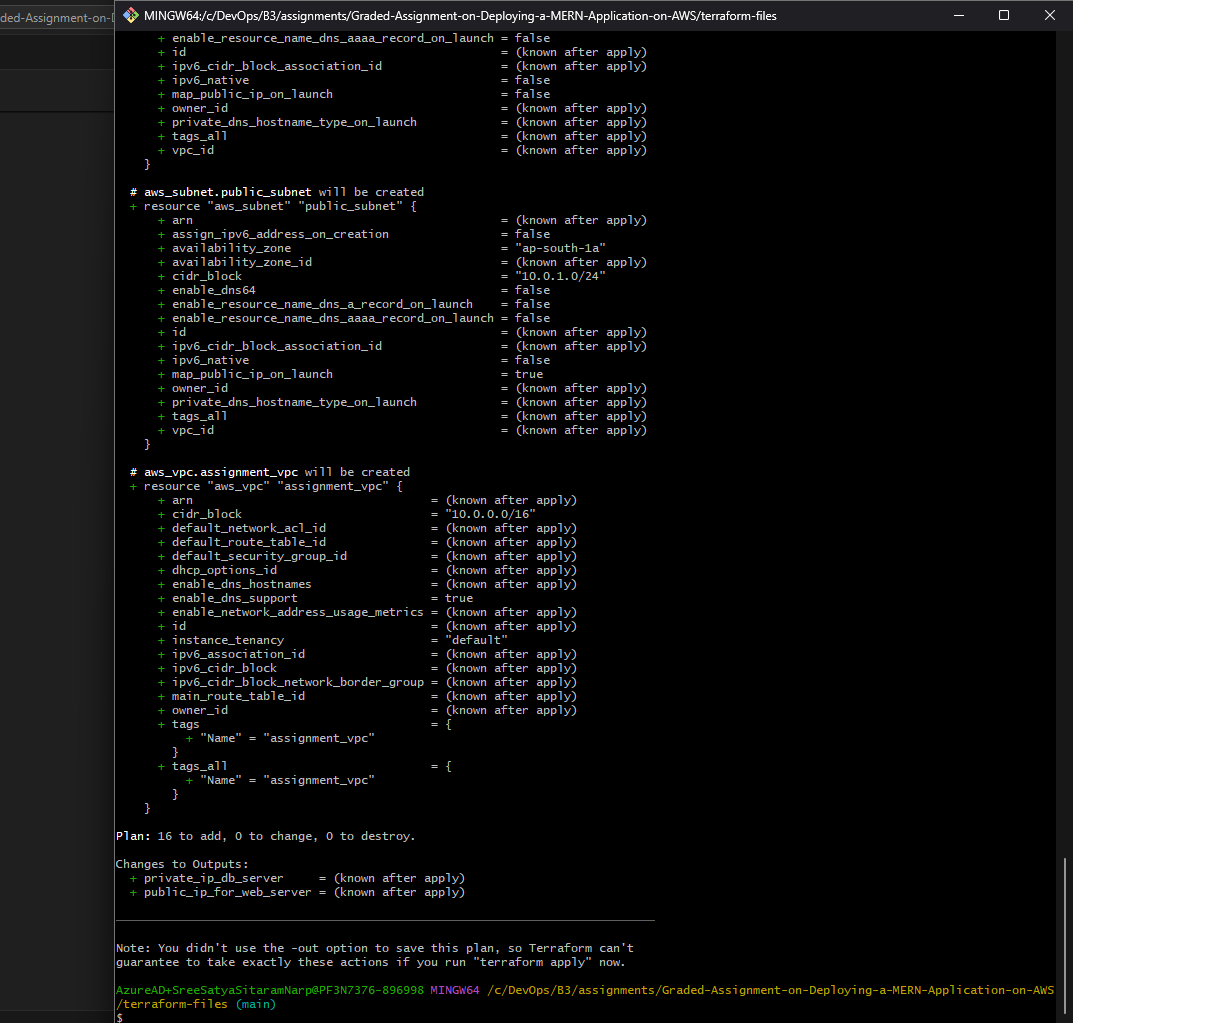 ded-Assignment-on-D
MINGW64:/c/DevOps/B3/assignments/Graded-Assignment-on-Deploying-a-MERN-Application-on-AWS/terraform-files
+ enable_resource_name_dns_aaaa_record_on_launch = false
+ id = (known after apply)
+ ipv6_cidr_block_association_id = (known after apply)
+ ipv6_native = false
+ map_public_ip_on_launch = false
+ owner_id = (known after apply)
+ private_dns_hostname_type_on_launch = (known after apply)
+ tags_all = (known after apply)
+ vpc_id = (known after apply)
}
# aws_subnet.public_subnet will be created
+ resource "aws_subnet" "public_subnet" {
+ arn = (known after apply)
+ assign_ipv6_address_on_creation = false
+ availability_zone = "ap-south-1a"
+ availability_zone_id = (known after apply)
+ cidr_block = "10.0.1.0/24"
+ enable_dns64 = false
+ enable_resource_name_dns_a_record_on_launch = false
+ enable_resource_name_dns_aaaa_record_on_launch = false
+ id = (known after apply)
+ ipv6_cidr_block_association_id = (known after apply)
+ ipv6_native = false
+ map_public_ip_on_launch = true
+ owner_id = (known after apply)
+ private_dns_hostname_type_on_launch = (known after apply)
+ tags_all = (known after apply)
+ vpc_id = (known after apply)
}
# aws_vpc.assignment_vpc will be created
+ resource "aws_vpc" "assignment_vpc" {
+ arn = (known after apply)
+ cidr_block = "10.0.0.0/16"
+ default_network_acl_id = (known after apply)
+ default_route_table_id = (known after apply)
+ default_security_group_id = (known after apply)
+ dhcp_options_id = (known after apply)
+ enable_dns_hostnames = (known after apply)
+ enable_dns_support = true
+ enable_network_address_usage_metrics = (known after apply)
+ id = (known after apply)
+ instance_tenancy = "default"
+ ipv6_association_id = (known after apply)
+ ipv6_cidr_block = (known after apply)
+ ipv6_cidr_block_network_border_group = (known after apply)
+ main_route_table_id = (known after apply)
+ owner_id = (known after apply)
+ tags = {
+ "Name" = "assignment_vpc"
}
+ tags_all = {
+ "Name" = "assignment_vpc"
}
}
Plan: 16 to add, 0 to change, 0 to destroy.
Changes to Outputs:
+ private_ip_db_server = (known after apply)
+ public_ip_for_web_server = (known after apply)
Note: You didn't use the -out option to save this plan, so Terraform can't
guarantee to take exactly these actions if you run "terraform apply" now.
AzureAD+SreeSatyaSitaramNarp@PF3N7376-896998 MINGW64 /c/DevOps/B3/assignments/Graded-Assignment-on-Deploying-a-MERN-Application-on-AWS
/terraform-files (main)
$